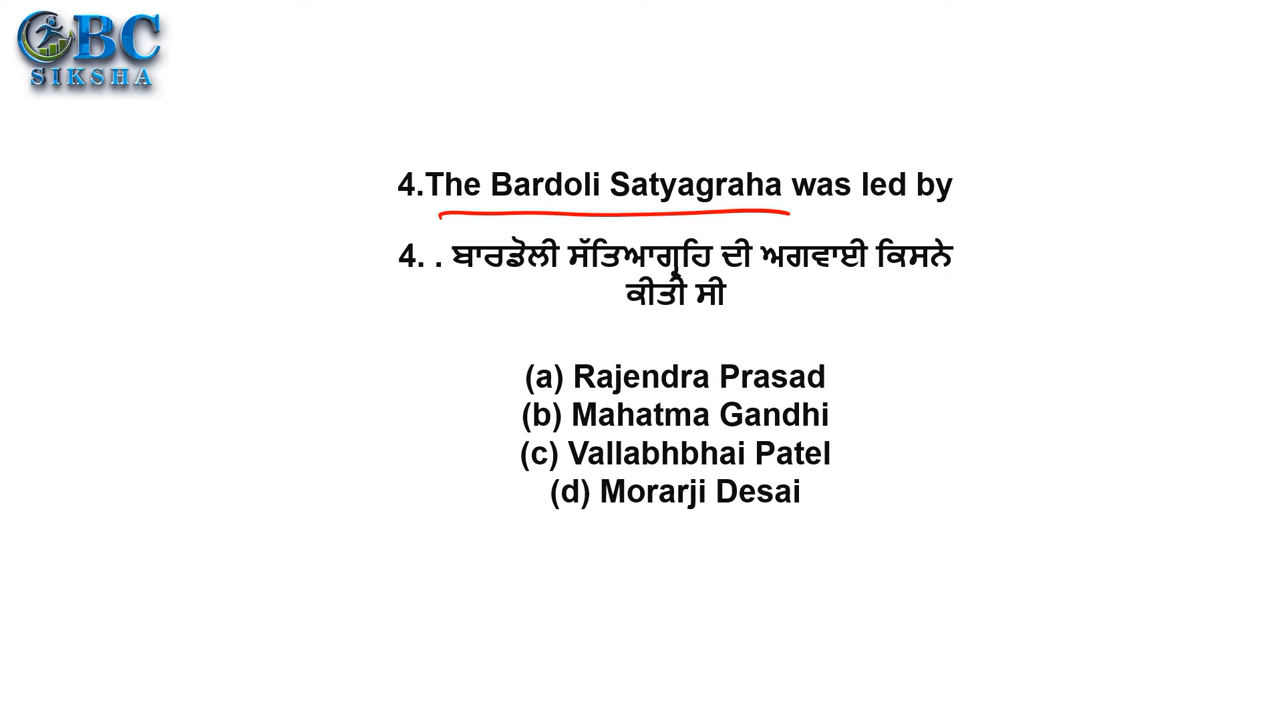 OBC
SIKSHA
4.The Bardoli Satyagraha was led by
4. . ਬਾਰਡੋਲੀ ਸੱਤਿਆਗ੍ਰਹਿ ਦੀ ਅਗਵਾਈ ਕਿਸਨੇ
ਕੀਤੀ ਸੀ
(a) Rajendra Prasad
(b) Mahatma Gandhi
(c) Vallabhbhai Patel
(d) Morarji Desai